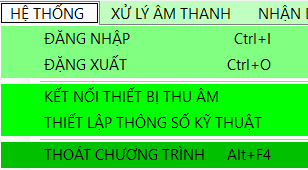 HỆ THỐNG XỬ LÝ ÂM THANH NHẬN
ĐĂNG NHẬP Ctrl+I
ĐĂNG XUẤT Ctrl+O
KẾT NỐI THIẾT BỊ THU ÂM
THIẾT LẬP THÔNG SỐ KỸ THUẬT
THOÁT CHƯƠNG TRÌNH Alt+F4